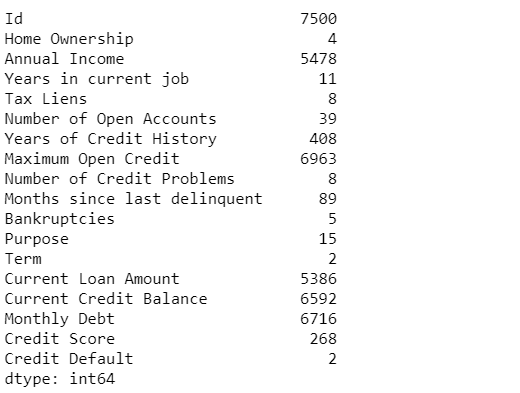 Id 7500
Home Ownership 4
Annual Income 5478
Years in current job 11
Tax Liens 8
Number of Open Accounts 39
Years of Credit History 408
Maximum Open Credit 6963
Number of Credit Problems 8
Months since last delinquent 89
Bankruptcies 5
Purpose 15
Term 2
Current Loan Amount 5386
Current Credit Balance 6592
Monthly Debt 6716
Credit Score 268
Credit Default 2
dtype: int64